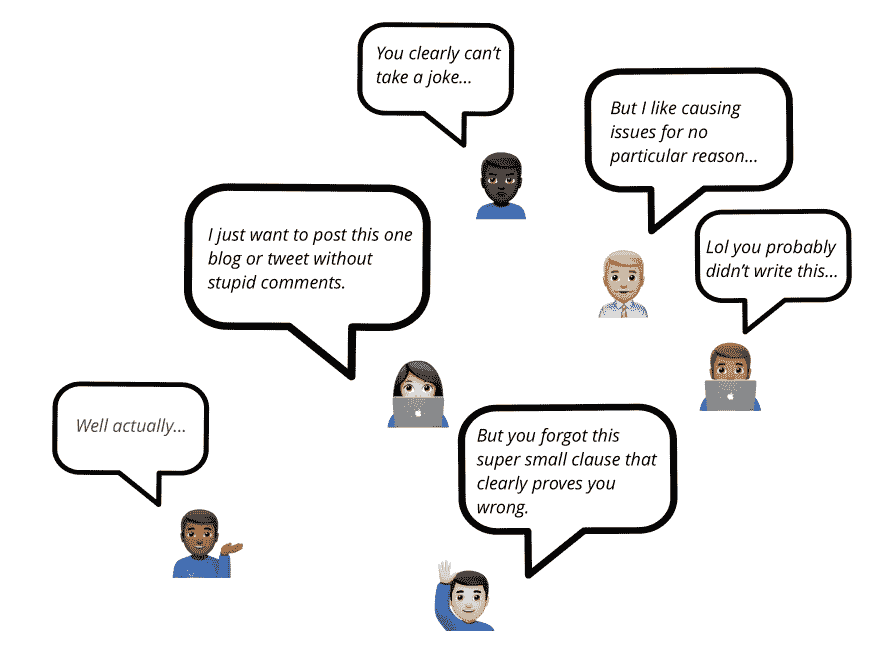 You clearly can't
take a joke...
But I like causing
issues for no
particular reason...
I just want to post this one
blog or tweet without
stupid comments.
Lol you probably
didn't write this...
Well actually...
But you forgot this
super small clause that
clearly proves you
wrong.